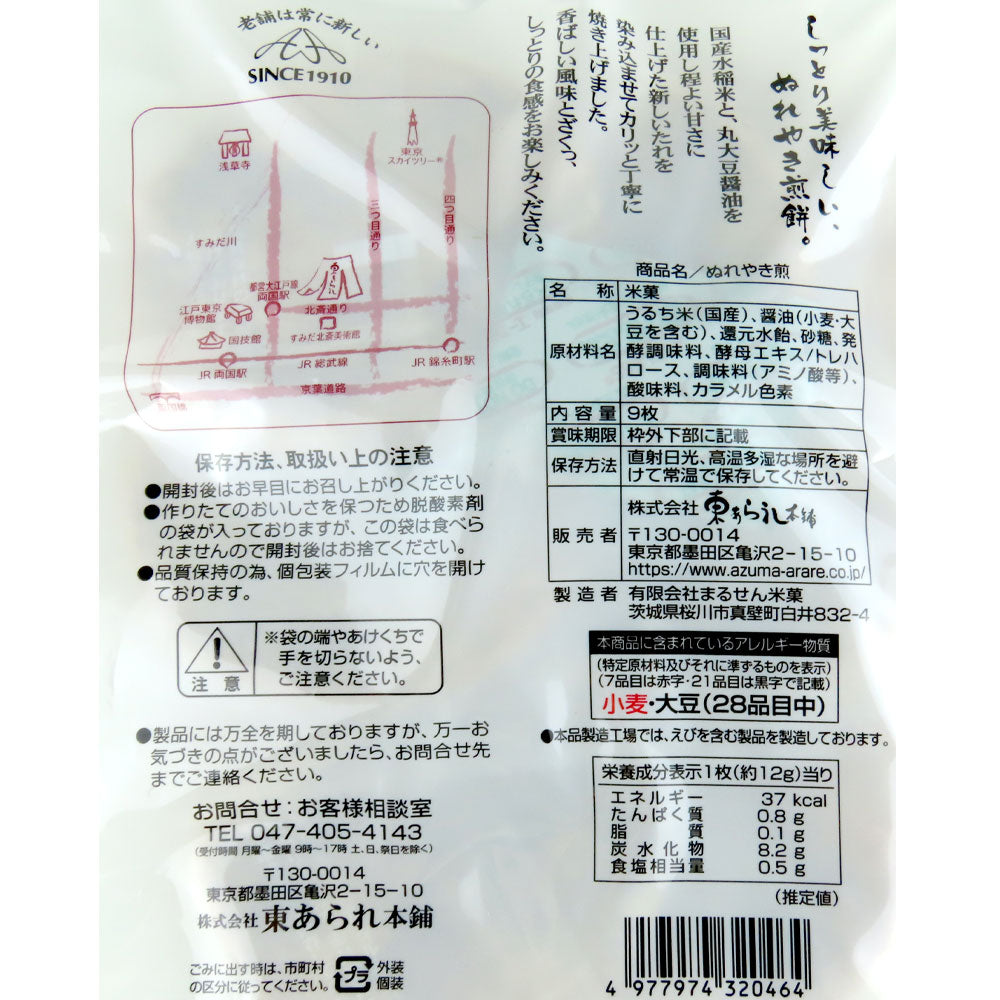 老舗は常に新しい
SINCE1910
しっとり美味しい、
ぬれやき煎餅。
国産水稲米と、丸大豆醤油を
使用し程よい甘さに
仕上げた新しいたれを
染み込ませてカリッと丁寧に
焼き上げました。
香ばしい風味とざくっ、
しっとりの食感をお楽しみください。
浅草寺
東京
スカイツリー®
すみだ川
三つ目通り
四つ目通り
都営大江戸線
両国駅
東あられ
北斎通り
江戸東京
博物館
国技館
すみだ北斎美術館
JR 両国駅
JR 総武線
JR 錦糸町駅
京葉道路
両国橋
保存方法、取扱い上の注意
●開封後はお早目にお召し上がりください。
●作りたてのおいしさを保つため脱酸素剤
の袋が入っておりますが、この袋は食べら
れませんので開封後はお捨てください。
●品質保持の為、個包装フィルムに穴を開け
ております。
注意
※袋の端やあけくちで
手を切らないよう、
ご注意ください。
●製品には万全を期しておりますが、万一お
気づきの点がございましたら、お問合せ先
までご連絡ください。
お問合せ:お客様相談室
TEL 047-405-4143
(受付時間 月曜~金曜 9時~17時 土、日、祭日を除く)
〒130-0014
東京都墨田区亀沢2-15-10
株式会社 東あられ本舗
ごみに出す時は、市町村
の区分に従ってください。
プラ
外装
個装
商品名/ぬれやき煎
名称 米菓
原材料名 うるち米(国産)、醤油(小麦・大
豆を含む)、還元水飴、砂糖、発
酵調味料、酵母エキス/トレハ
ロース、調味料(アミノ酸等)、
酸味料、カラメル色素
内容量 9枚
賞味期限 枠外下部に記載
保存方法 直射日光、高温多湿な場所を避
けて常温で保存してください。
販売者 株式会社 東あられ本舗
〒130-0014
東京都墨田区亀沢2-15-10
https://www.azuma-arare.co.jp/
製造者 有限会社まるせん米菓
茨城県桜川市真壁町白井832-4
本商品に含まれているアレルギー物質
(特定原材料及びそれに準ずるものを表示)
(7品目は赤字・21品目は黒字で記載)
小麦・大豆(28品目中)
●本品製造工場では、えびを含む製品を製造しております。
栄養成分表示1枚(約12g)当り
エネルギー 37 kcal
たんぱく質 0.8 g
脂質 0.1 g
炭水化物 8.2 g
食塩相当量 0.5 g
(推定値)
4 977974 320464